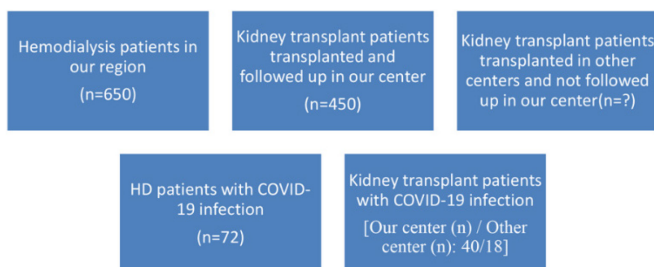 Hemodialysis patients in
our region
(n=650)
Kidney transplant patients
transplanted and
followed up in our center
(n=450)
Kidney transplant patients
transplanted in other
centers and not followed
up in our center(n=?)
HD patients with COVID-
19 infection
(n=72)
Kidney transplant patients
with COVID-19 infection
[Our center (n) / Other
center (n): 40/18]